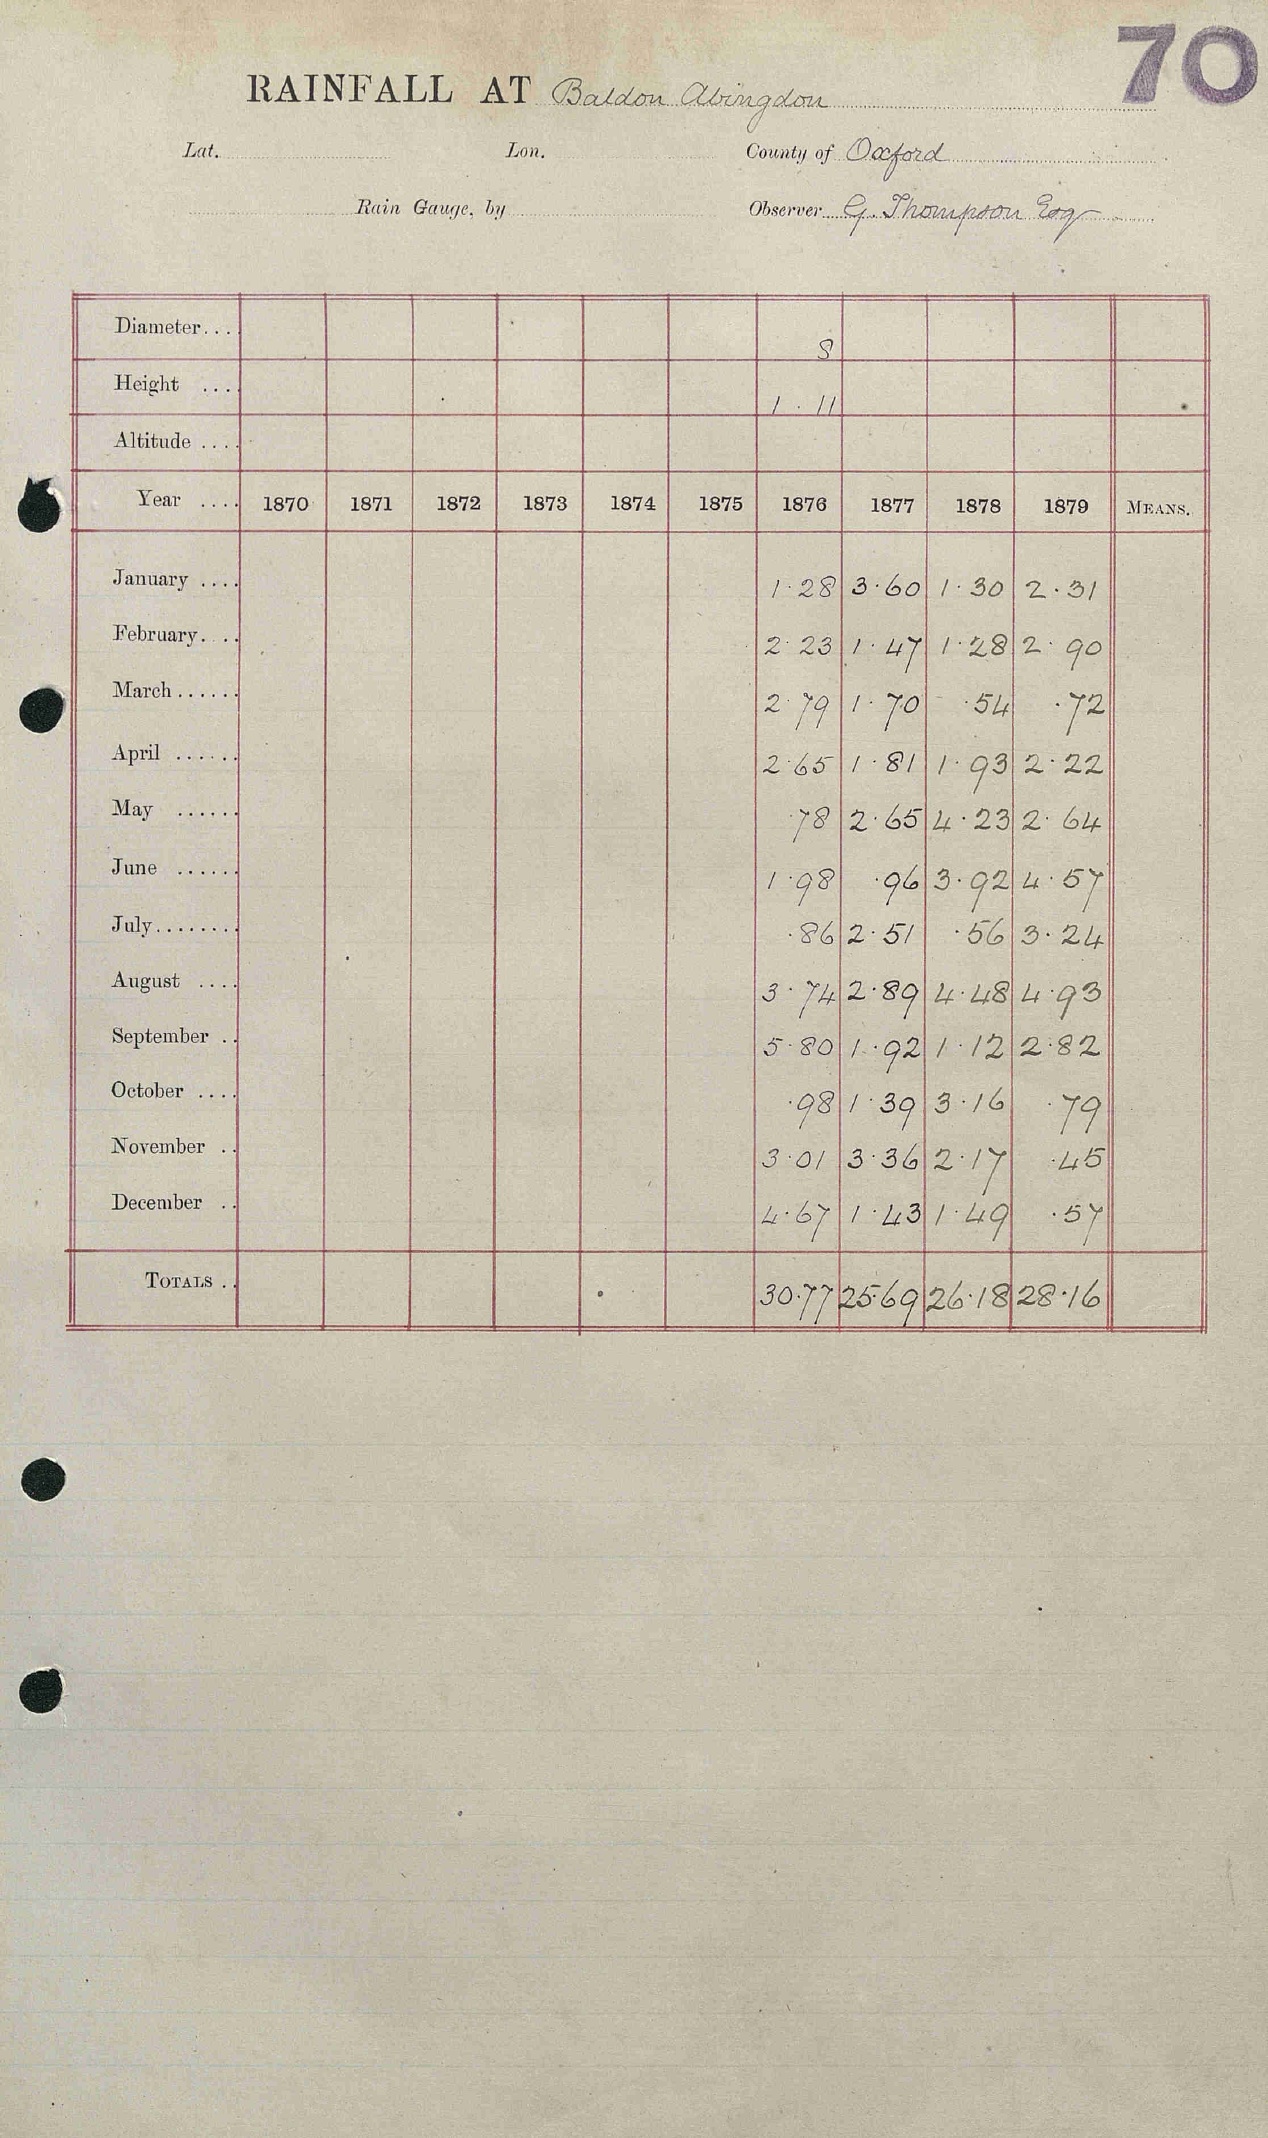 70
RAINFALL AT Baldon Abingdon
Lat. Lon. County of Oxford
Rain Gauge, by Observer G. Thompson Esq
Diameter.... 8
Height .... 1 · 11
Altitude ....
Year .... 1870 1871 1872 1873 1874 1875 1876 1877 1878 1879 MEANS.
January .... 1·28 3·60 1·30 2·31
February.... 2·23 1·47 1·28 2·90
March...... 2·79 1·70 ·54 ·72
April ...... 2·65 1·81 1·93 2·22
May ...... ·78 2·65 4·23 2·64
June ...... 1·98 ·96 3·92 4·57
July........ ·86 2·51 ·56 3·24
August .... 3·74 2·89 4·48 4·93
September .. 5·80 1·92 1·12 2·82
October .... ·98 1·39 3·16 ·79
November .. 3·01 3·36 2·17 ·45
December .. 4·67 1·43 1·49 ·57
TOTALS .. 30·77 25·69 26·18 28·16